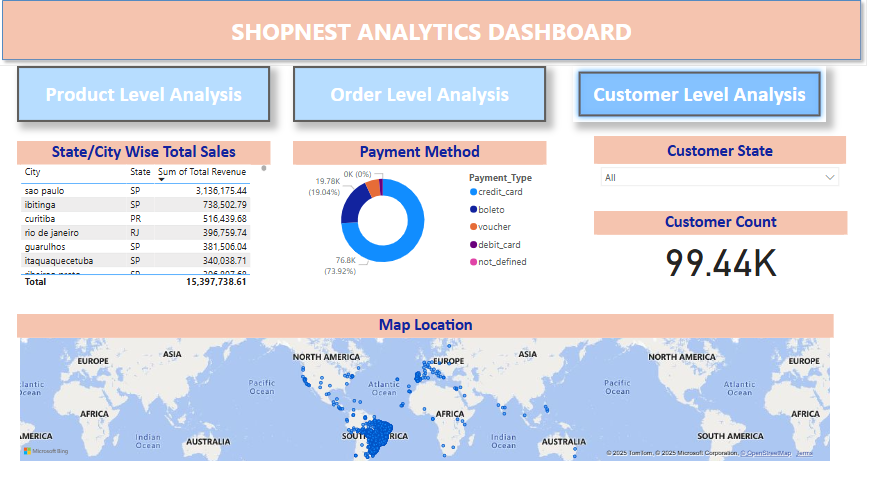 SHOPNEST ANALYTICS DASHBOARD
Product Level Analysis
Order Level Analysis
Customer Level Analysis
State/City Wise Total Sales
City State Sum of Total Revenue
sao paulo SP 3,136,175.44
ibitinga SP 738,502.79
curitiba PR 516,439.68
rio de janeiro RJ 396,759.74
guarulhos SP 381,506.04
itaquaquecetuba SP 340,038.71
Total 15,397,738.61
Payment Method
0K (0%)
19.78K
(19.04%)
76.8K
(73.92%)
Payment_Type
credit_card
boleto
voucher
debit_card
not_defined
Customer State
All
Customer Count
99.44K
Map Location
EUROPE
ASIA
NORTH AMERICA
EUROPE
ASIA
NORTH AMERICA
EUROPE
Atlantic
Ocean
Pacific
Ocean
Atlantic
Ocean
Pacific
Ocean
Atlantic
Ocean
AFRICA
AFRICA
AFRICA
AMERICA
Indian
Ocean
AUSTRALIA
SOUTH AMERICA
Indian
Ocean
AUSTRALIA
SOUTH AMERICA
Microsoft Bing
© 2025 TomTom, © 2025 Microsoft Corporation, © OpenStreetMap Terms